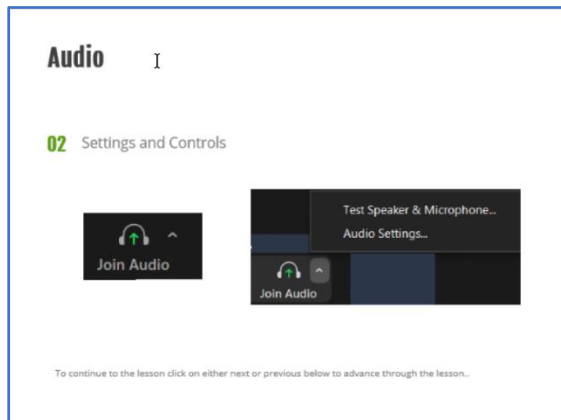 Audio
02 Settings and Controls
Join Audio
Test Speaker & Microphone...
Audio Settings...
Join Audio
To continue to the lesson click on either next or previous below to advance through the lesson..